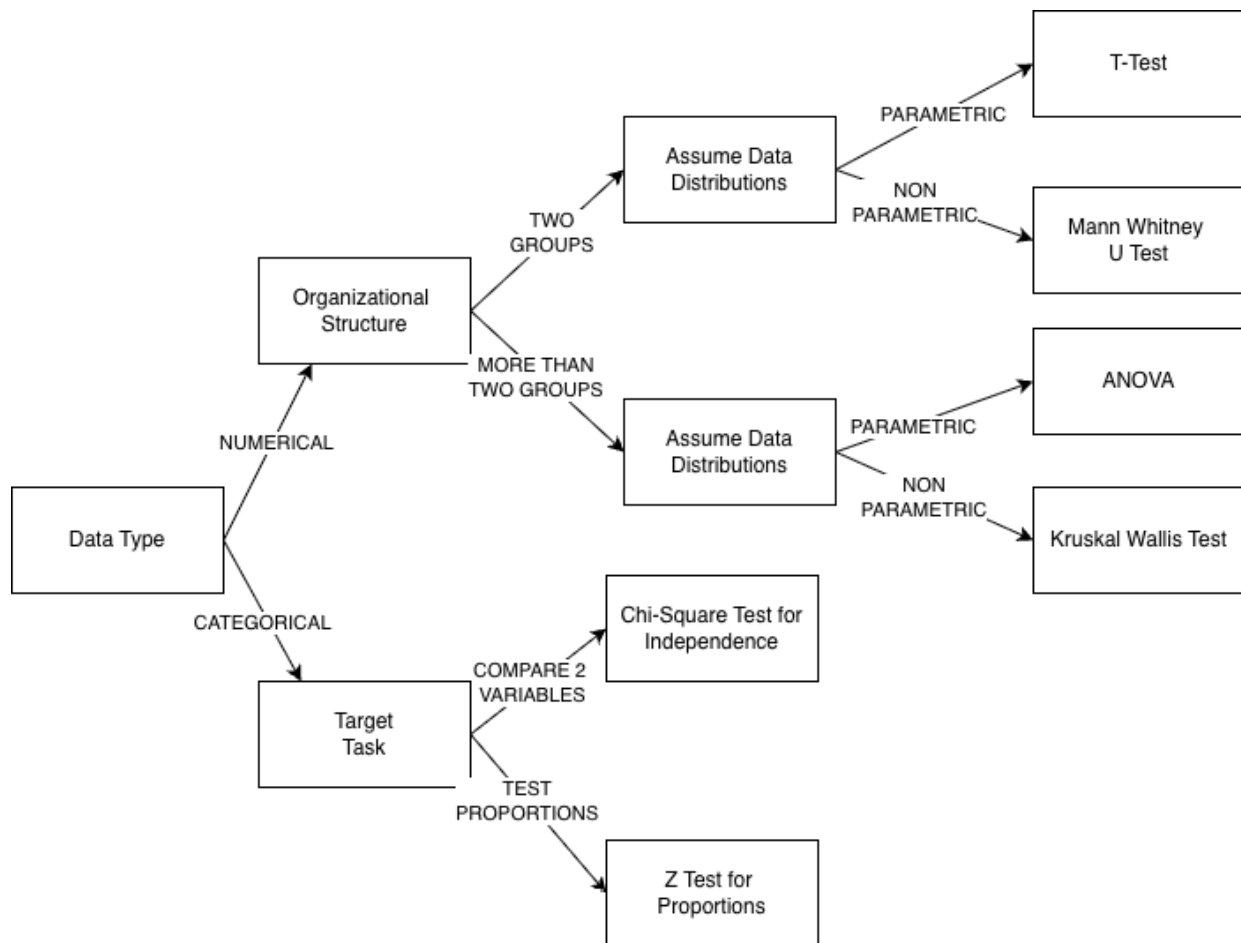 T-Test
PARAMETRIC
Assume Data
Distributions
NON
PARAMETRIC
Mann Whitney
U Test
TWO
GROUPS
Organizational
Structure
MORE THAN
TWO GROUPS
ANOVA
PARAMETRIC
Assume Data
Distributions
NON
PARAMETRIC
Kruskal Wallis Test
NUMERICAL
Data Type
CATEGORICAL
Chi-Square Test for
Independence
COMPARE 2
VARIABLES
Target
Task
TEST
PROPORTIONS
Z Test for
Proportions